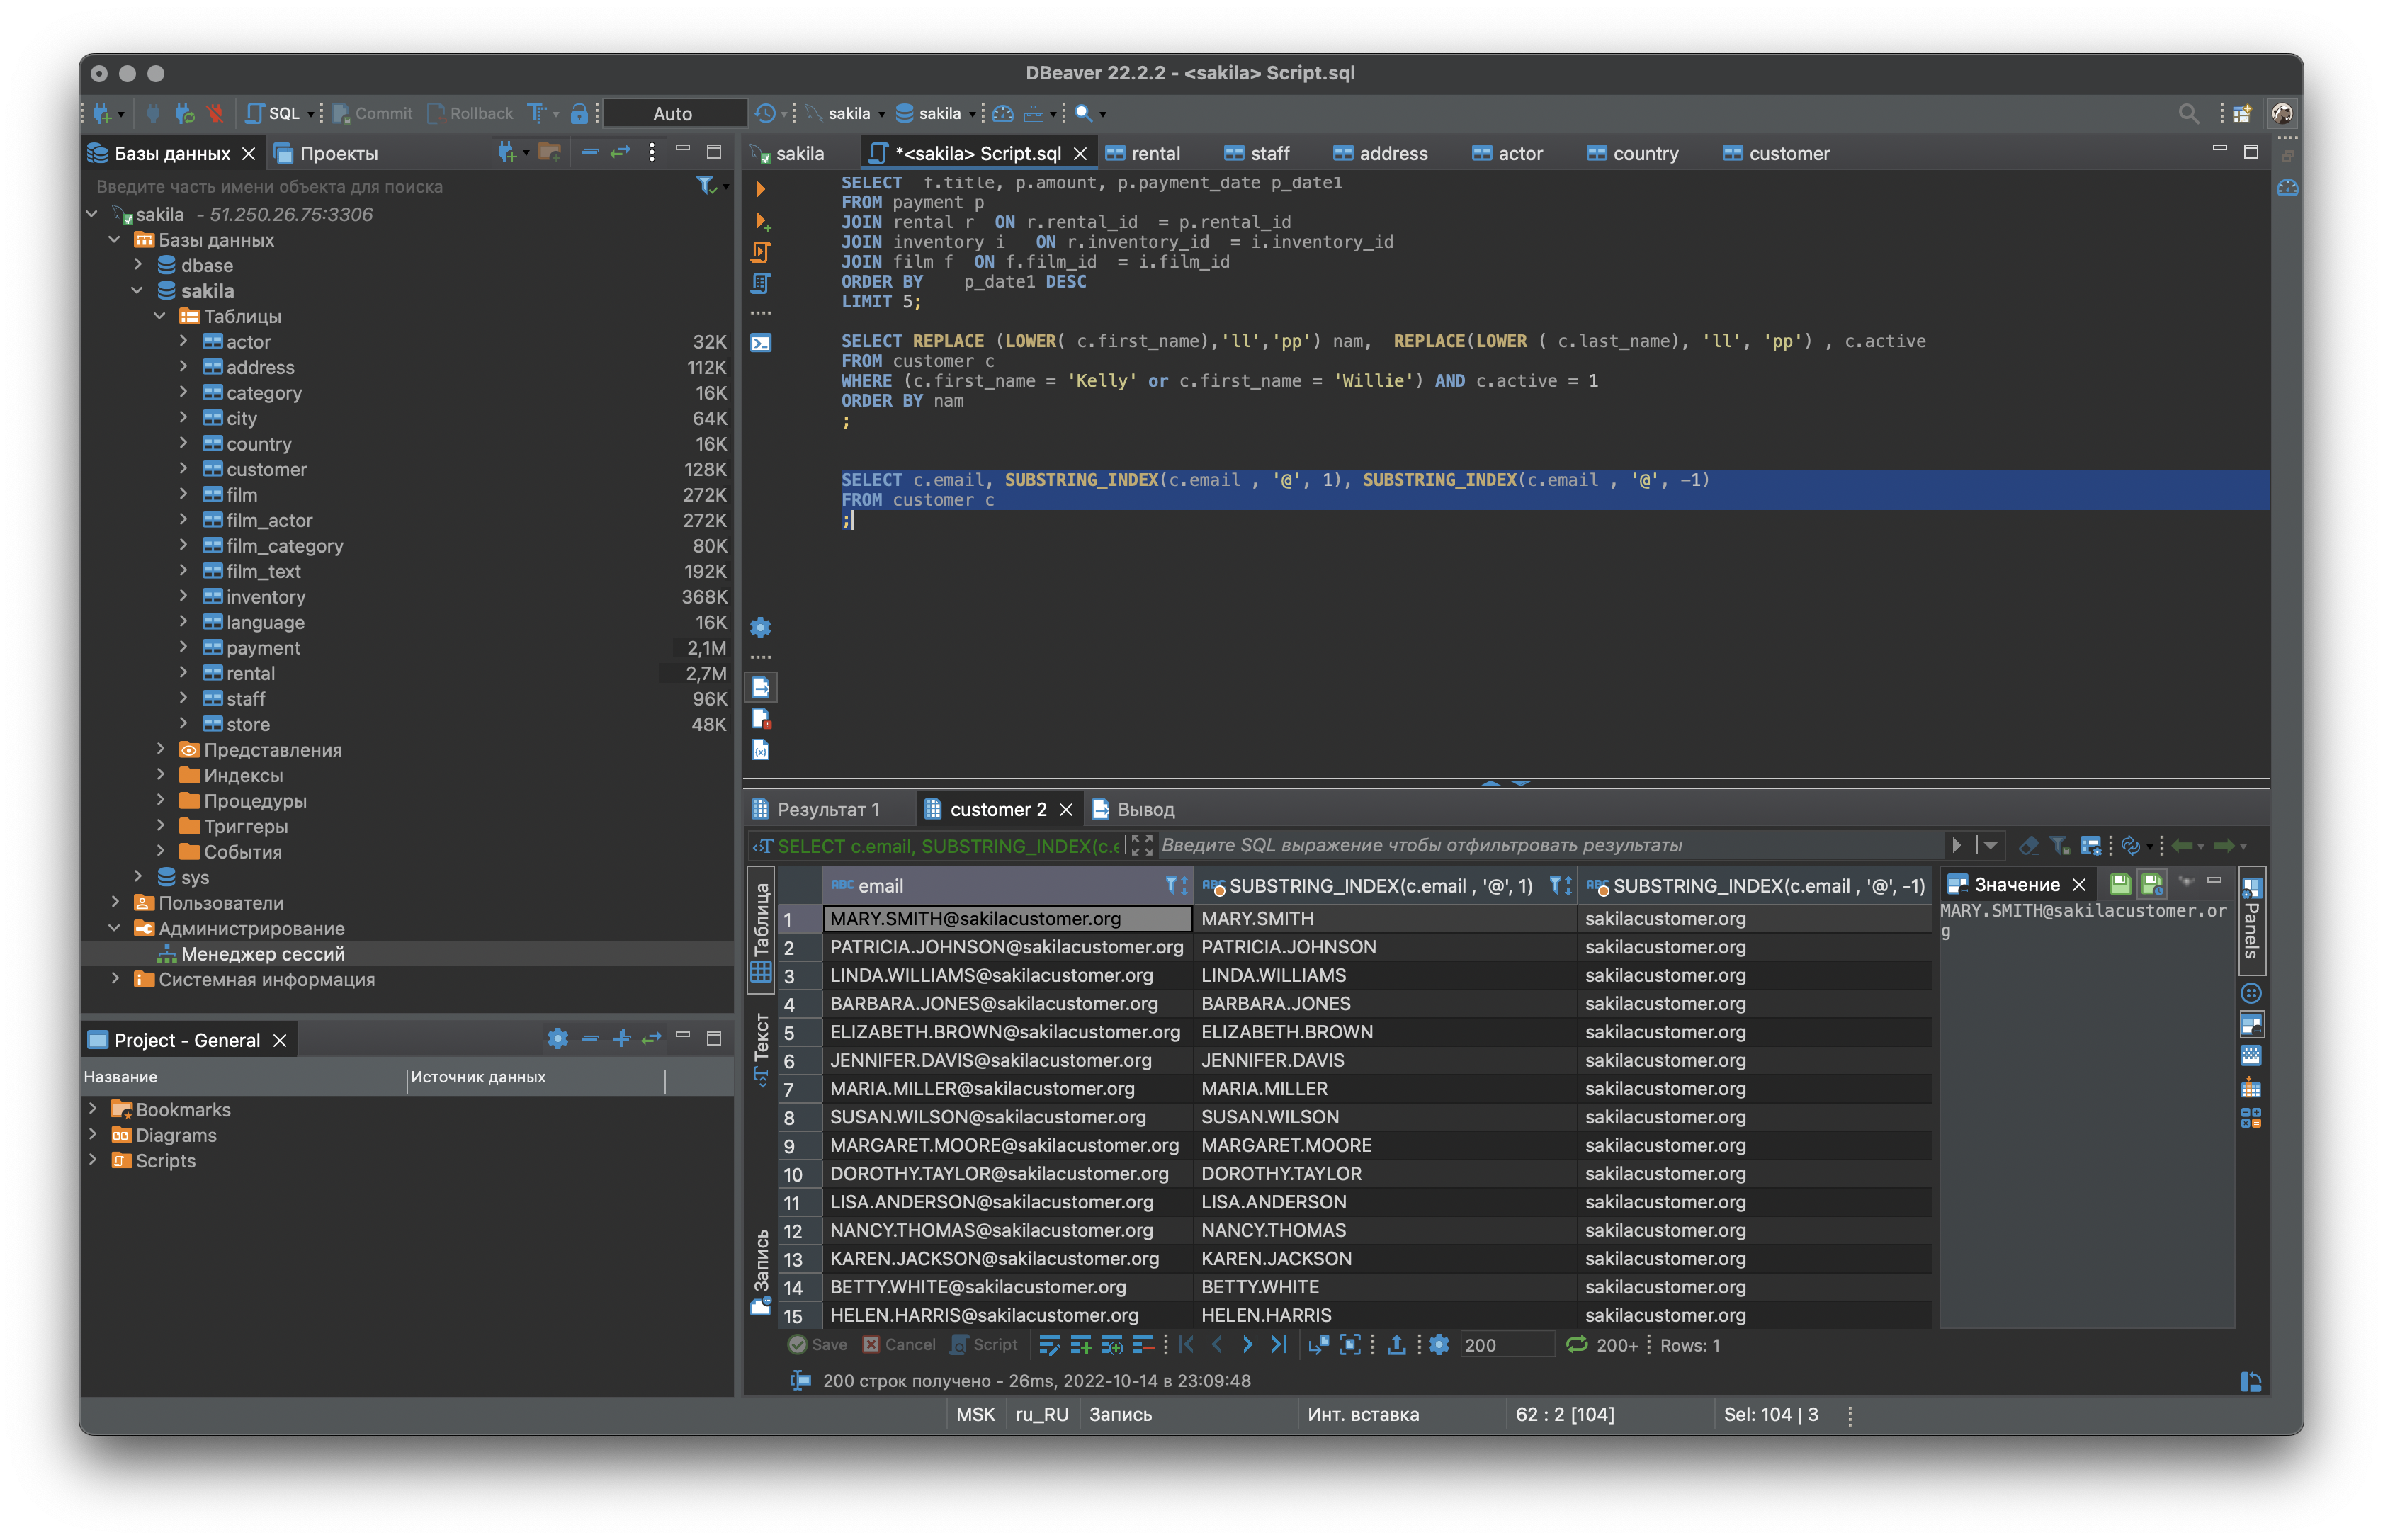 DBeaver 22.2.2 - <sakila> Script.sql
SQL Commit Rollback Auto sakila sakila
Базы данных Проекты
Введите часть имени объекта для поиска
sakila - 51.250.26.75:3306
Базы данных
dbase
sakila
Таблицы
actor 32K
address 112K
category 16K
city 64K
country 16K
customer 128K
film 272K
film_actor 272K
film_category 80K
film_text 192K
inventory 368K
language 16K
payment 2,1M
rental 2,7M
staff 96K
store 48K
Представления
Индексы
Процедуры
Триггеры
События
sys
Пользователи
Администрирование
Менеджер сессий
Системная информация
Project - General
Название Источник данных
Bookmarks
Diagrams
Scripts
sakila *<sakila> Script.sql rental staff address actor country customer
SELECT  f.title, p.amount, p.payment_date p_date1
FROM payment p
JOIN rental r  ON r.rental_id  = p.rental_id
JOIN inventory i   ON r.inventory_id  = i.inventory_id
JOIN film f  ON f.film_id  = i.film_id
ORDER BY    p_date1 DESC
LIMIT 5;
SELECT REPLACE (LOWER( c.first_name),'ll','pp') nam,  REPLACE(LOWER ( c.last_name), 'll', 'pp') , c.active
FROM customer c
WHERE (c.first_name = 'Kelly' or c.first_name = 'Willie') AND c.active = 1
ORDER BY nam
;
SELECT c.email, SUBSTRING_INDEX(c.email , '@', 1), SUBSTRING_INDEX(c.email , '@', -1)
FROM customer c
;
Результат 1 customer 2 Вывод
SELECT c.email, SUBSTRING_INDEX(c.e Введите SQL выражение чтобы отфильтровать результаты
Таблица
Текст
Запись
ABC email ABC SUBSTRING_INDEX(c.email , '@', 1) ABC SUBSTRING_INDEX(c.email , '@', -1)
1 MARY.SMITH@sakilacustomer.org MARY.SMITH sakilacustomer.org
2 PATRICIA.JOHNSON@sakilacustomer.org PATRICIA.JOHNSON sakilacustomer.org
3 LINDA.WILLIAMS@sakilacustomer.org LINDA.WILLIAMS sakilacustomer.org
4 BARBARA.JONES@sakilacustomer.org BARBARA.JONES sakilacustomer.org
5 ELIZABETH.BROWN@sakilacustomer.org ELIZABETH.BROWN sakilacustomer.org
6 JENNIFER.DAVIS@sakilacustomer.org JENNIFER.DAVIS sakilacustomer.org
7 MARIA.MILLER@sakilacustomer.org MARIA.MILLER sakilacustomer.org
8 SUSAN.WILSON@sakilacustomer.org SUSAN.WILSON sakilacustomer.org
9 MARGARET.MOORE@sakilacustomer.org MARGARET.MOORE sakilacustomer.org
10 DOROTHY.TAYLOR@sakilacustomer.org DOROTHY.TAYLOR sakilacustomer.org
11 LISA.ANDERSON@sakilacustomer.org LISA.ANDERSON sakilacustomer.org
12 NANCY.THOMAS@sakilacustomer.org NANCY.THOMAS sakilacustomer.org
13 KAREN.JACKSON@sakilacustomer.org KAREN.JACKSON sakilacustomer.org
14 BETTY.WHITE@sakilacustomer.org BETTY.WHITE sakilacustomer.org
15 HELEN.HARRIS@sakilacustomer.org HELEN.HARRIS sakilacustomer.org
Значение
MARY.SMITH@sakilacustomer.or
g
Panels
Save Cancel Script 200 200+ Rows: 1
200 строк получено - 26ms, 2022-10-14 в 23:09:48
MSK ru_RU Запись Инт. вставка 62 : 2 [104] Sel: 104 | 3